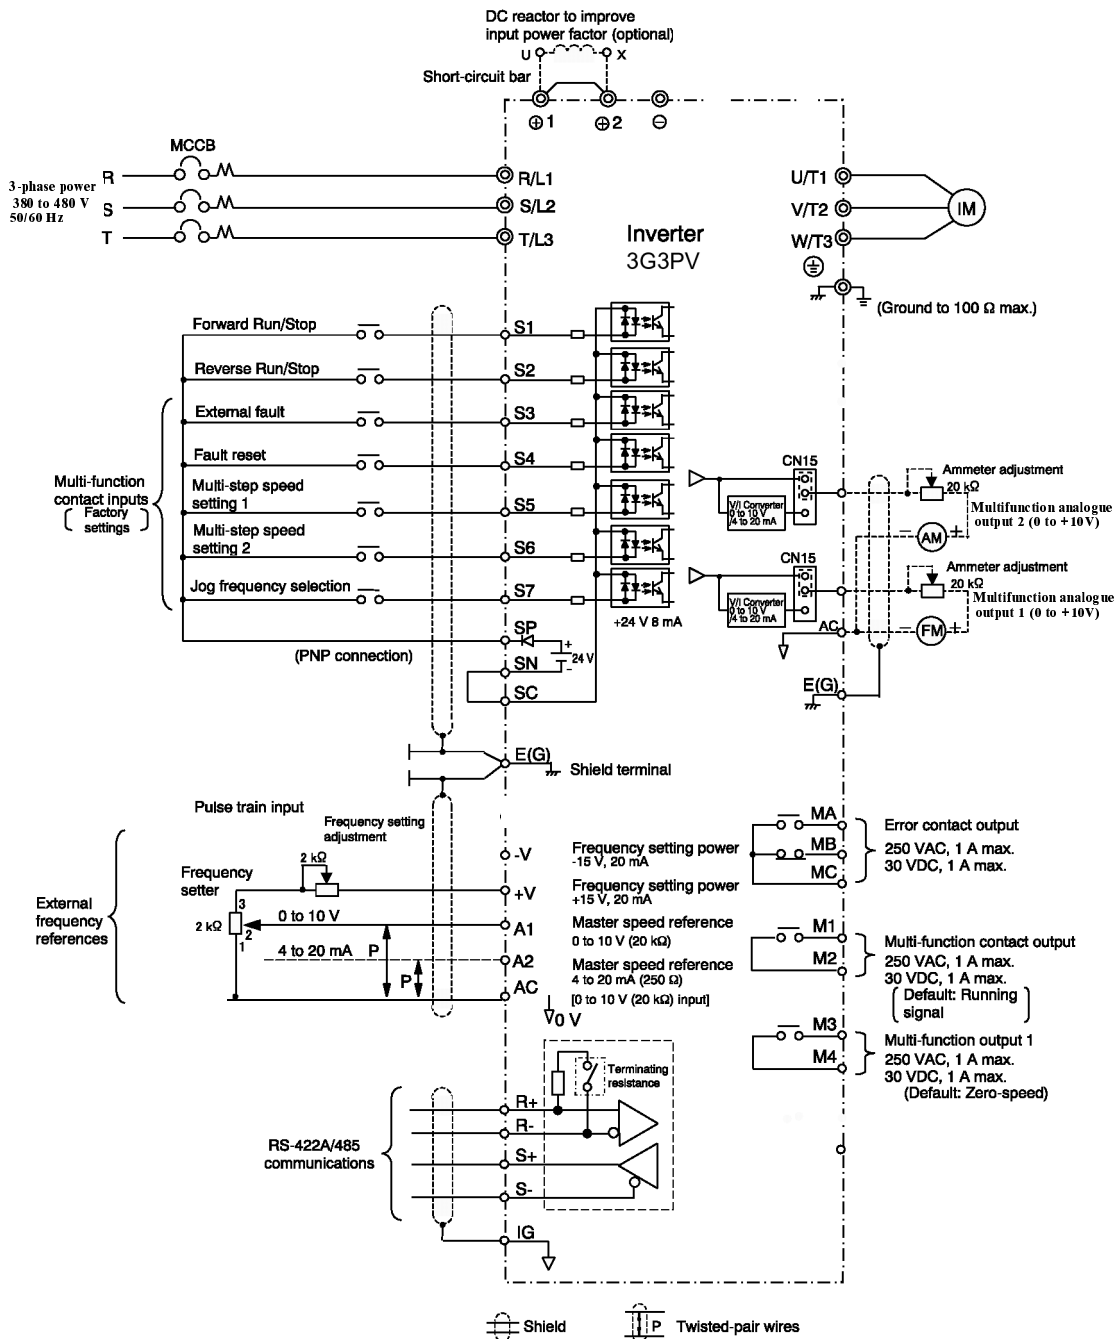 DC reactor to improve
input power factor (optional)
U
X
Short-circuit bar
⊕1
⊕2
⊖
MCCB
3-phase power
380 to 480 V
50/60 Hz
R
S
T
R/L1
S/L2
T/L3
Inverter
3G3PV
U/T1
V/T2
W/T3
IM
(Ground to 100 Ω max.)
Forward Run/Stop
S1
Reverse Run/Stop
S2
External fault
S3
Fault reset
S4
Multi-function
contact inputs
Factory
settings
Multi-step speed
setting 1
S5
Multi-step speed
setting 2
S6
Jog frequency selection
S7
+24 V 8 mA
SP
(PNP connection)
+
24 V
-
SN
SC
CN15
V/I Converter
0 to 10 V
/4 to 20 mA
Ammeter adjustment
20 kΩ
Multifunction analogue
output 2 (0 to +10V)
−
AM
+
CN15
V/I Converter
0 to 10 V
/4 to 20 mA
Ammeter adjustment
20 kΩ
Multifunction analogue
output 1 (0 to +10V)
AC
−
FM
+
E(G)
E(G)
Shield terminal
Pulse train input
Frequency setting
adjustment
2 kΩ
Frequency
setter
External
frequency
references
3
2 kΩ
2
1
0 to 10 V
4 to 20 mA
P
P
-V
+V
A1
A2
AC
Frequency setting power
-15 V, 20 mA
Frequency setting power
+15 V, 20 mA
Master speed reference
0 to 10 V (20 kΩ)
Master speed reference
4 to 20 mA (250 Ω)
[0 to 10 V (20 kΩ) input]
0 V
MA
MB
MC
Error contact output
250 VAC, 1 A max.
30 VDC, 1 A max.
M1
M2
Multi-function contact output
250 VAC, 1 A max.
30 VDC, 1 A max.
Default: Running
signal
M3
M4
Multi-function output 1
250 VAC, 1 A max.
30 VDC, 1 A max.
(Default: Zero-speed)
Terminating
resistance
RS-422A/485
communications
R+
R-
S+
S-
IG
Shield
P
Twisted-pair wires